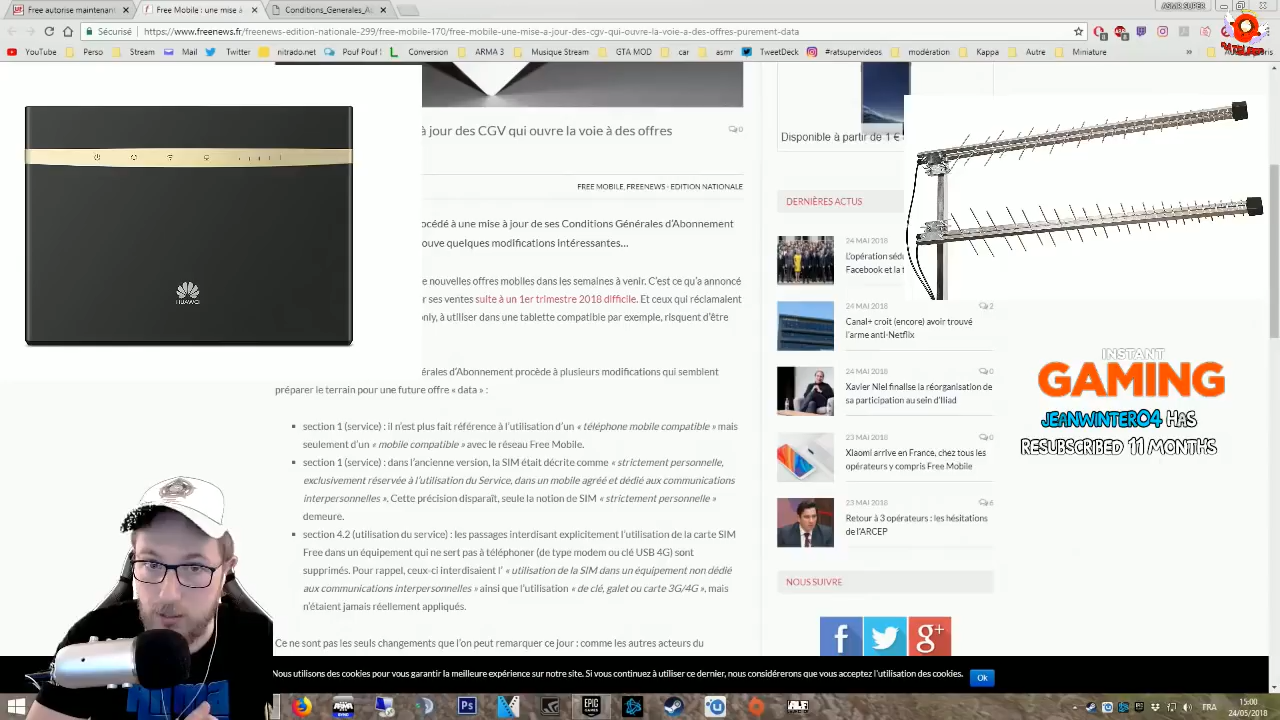 Free autorise maintenant
Free Mobile : une mise à j
Conditions_Générales_A
Sécurisé
https://www.freenews.fr/freenews-edition-nationale-299/free-mobile-170/free-mobile-une-mise-a-jour-des-cgv-qui-ouvre-la-voie-a-des-offres-purement-data
YouTube
Perso
Stream
Mail
nitrado.net
Pouf Pouf
Conversion
ARMA 3
Musique Stream
GTA MOD
carter
asmr
TweetDeck
#atsupervideos
modération
Kappa
Miniature
HUAWEI
à jour des CGV qui ouvre la voie à des offres
0
FREE MOBILE, FREENEWS - EDITION NATIONALE
océdé à une mise à jour de ses Conditions Générales d'Abonnement
ouve quelques modifications intéressantes…
e nouvelles offres mobiles dans les semaines à venir. C'est ce qu'a annoncé
r ses ventes suite à un 1er trimestre 2018 difficile. Et ceux qui réclamaient
only, à utiliser dans une tablette compatible par exemple, risquent d'être
érales d'Abonnement procède à plusieurs modifications qui semblent
préparer le terrain pour une future offre « data » :
section 1 (service) : il n'est plus fait référence à l'utilisation d'un « téléphone mobile compatible » mais
seulement d'un « mobile compatible » avec le réseau Free Mobile.
section 1 (service) : dans l'ancienne version, la SIM était décrite comme « strictement personnelle,
exclusivement réservée à l'utilisation du Service, dans un mobile agréé et dédié aux communications
interpersonnelles ». Cette précision disparaît, seule la notion de SIM « strictement personnelle »
demeure.
section 4.2 (utilisation du service) : les passages interdisant explicitement l'utilisation de la carte SIM
Free dans un équipement qui ne sert pas à téléphoner (de type modem ou clé USB 4G) sont
supprimés. Pour rappel, ceux-ci interdisaient l' « utilisation de la SIM dans un équipement non dédié
aux communications interpersonnelles » ainsi que l'utilisation « de clé, galet ou carte 3G/4G », mais
n'étaient jamais réellement appliqués.
Ce ne sont pas les seuls changements que l'on peut remarquer ce jour : comme les autres acteurs du
Disponible à partir de 1 €
DERNIÈRES ACTUS
24 MAI 2018
L'opération sédu
Facebook et la f
24 MAI 2018
2
Canal+ croit (encore) avoir trouvé
l'arme anti-Netflix
24 MAI 2018
0
Xavier Niel finalise la réorganisation de
sa participation au sein d'Iliad
23 MAI 2018
0
Xiaomi arrive en France, chez tous les
opérateurs y compris Free Mobile
23 MAI 2018
6
Retour à 3 opérateurs : les hésitations
de l'ARCEP
NOUS SUIVRE
INSTANT
GAMING
JEANWINTER04 HAS
RESUBSCRIBED 11 MONTHS
Nous utilisons des cookies pour vous garantir la meilleure expérience sur notre site. Si vous continuez à utiliser ce dernier, nous considérerons que vous acceptez l'utilisation des cookies.
Ok
EPIC
GAMES
FRA
15:00
24/05/2018